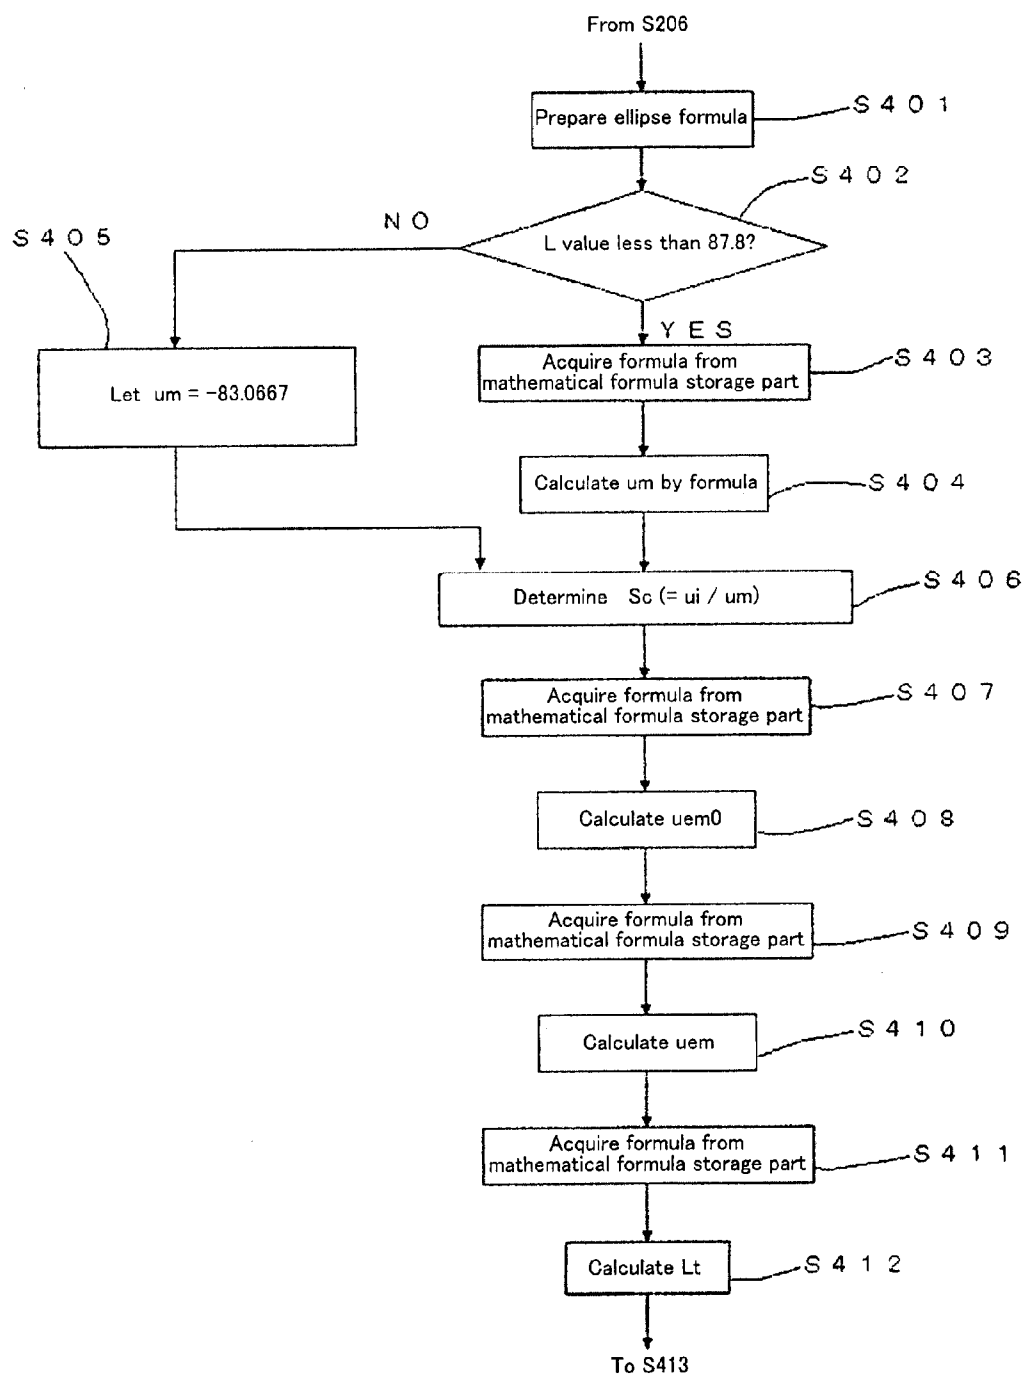 From S206
Prepare ellipse formula
S401
S402
L value less than 87.8?
NO
S405
YES
Let um = -83.0667
Acquire formula from
mathematical formula storage part
S403
Calculate um by formula
S404
Determine Sc (= ui / um)
S406
Acquire formula from
mathematical formula storage part
S407
Calculate uem0
S408
Acquire formula from
mathematical formula storage part
S409
Calculate uem
S410
Acquire formula from
mathematical formula storage part
S411
Calculate Lt
S412
To S413